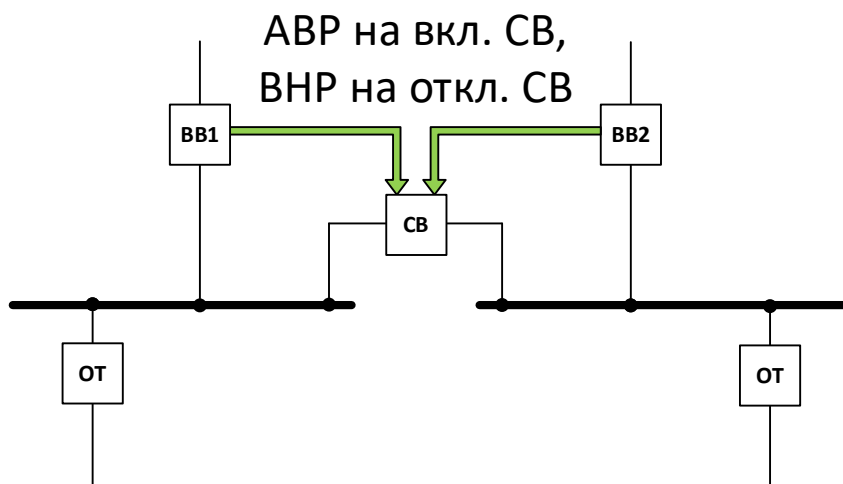 АВР на вкл. СВ,
ВНР на откл. СВ
ВВ1
ВВ2
СВ
ОТ
ОТ